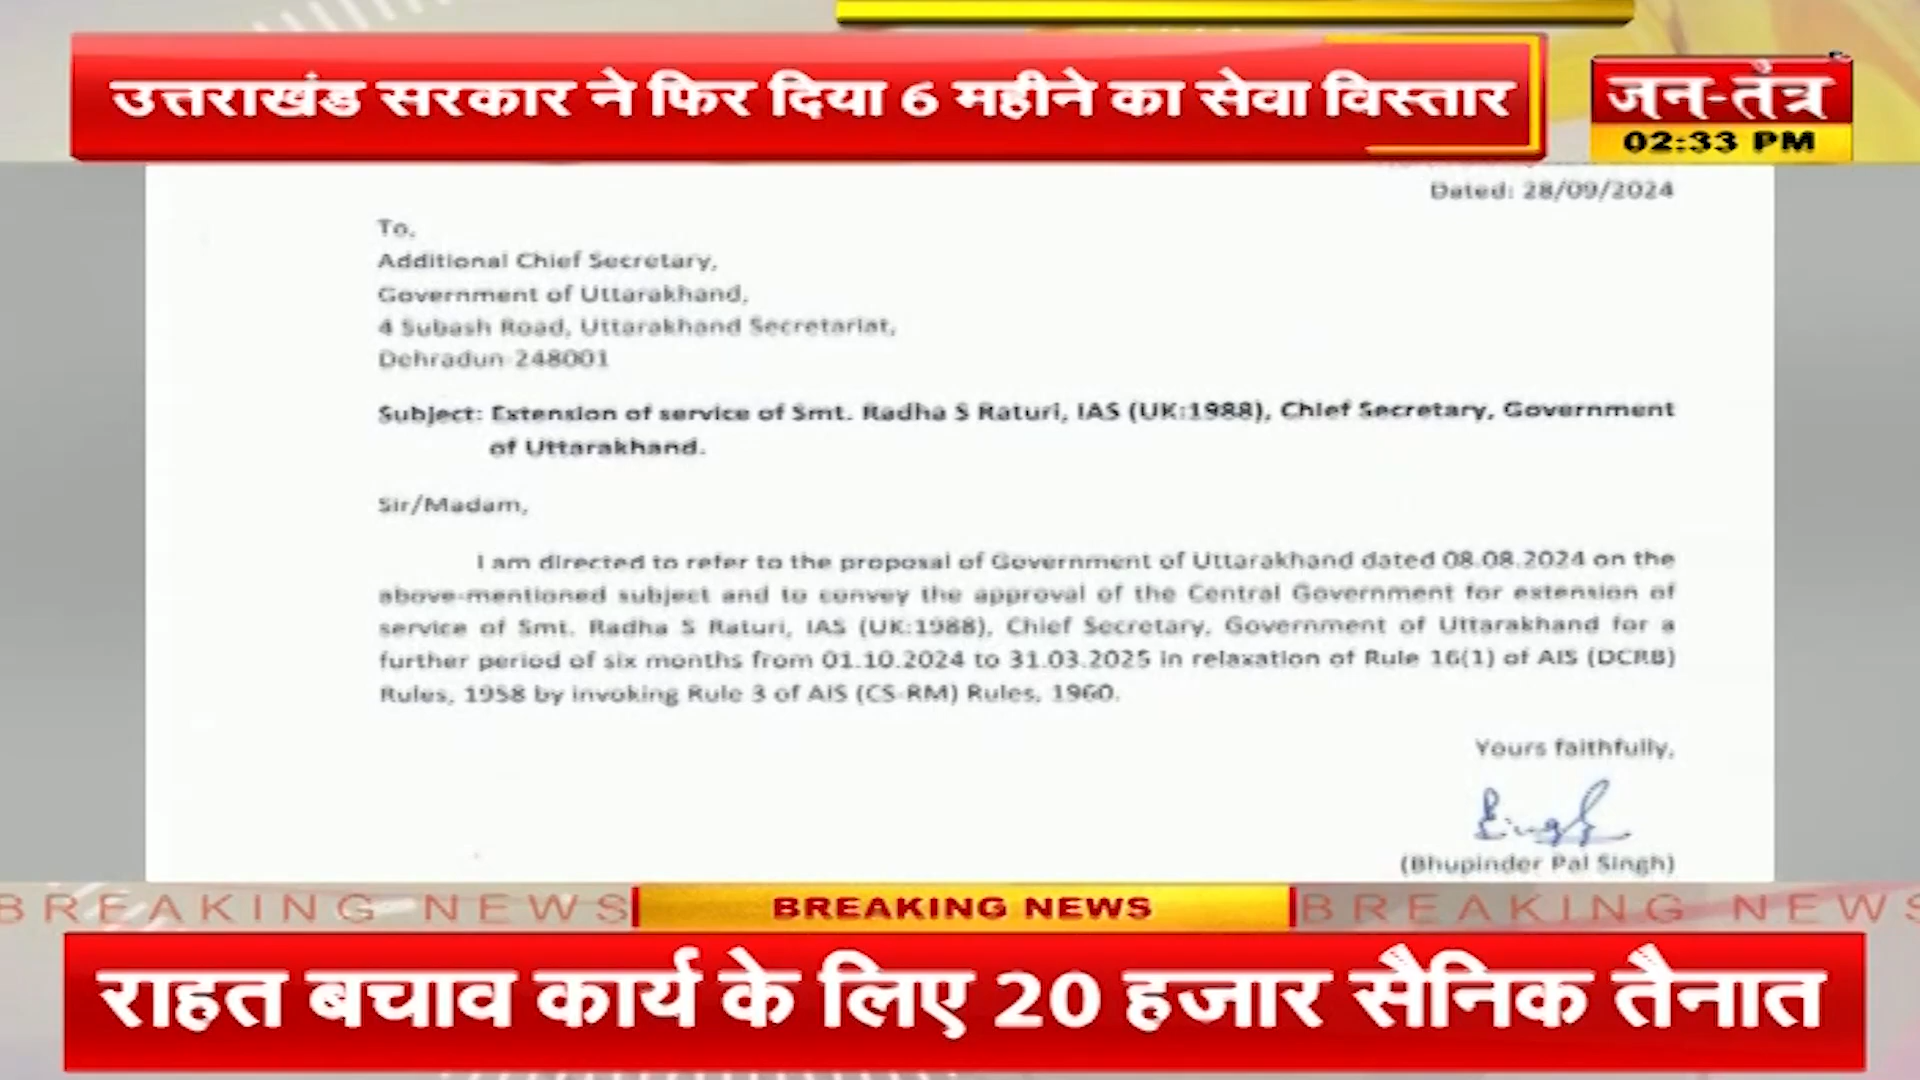 उत्तराखंड सरकार ने फिर दिया 6 महीने का सेवा विस्तार
जन-तंत्र
02:33 PM
Dated: 28/09/2024
To,
Additional Chief Secretary,
Government of Uttarakhand,
4 Subash Road, Uttarakhand Secretariat,
Dehradun-248001
Subject: Extension of service of Smt. Radha S Raturi, IAS (UK:1988), Chief Secretary, Government
of Uttarakhand.
Sir/Madam,
I am directed to refer to the proposal of Government of Uttarakhand dated 08.08.2024 on the
above-mentioned subject and to convey the approval of the Central Government for extension of
service of Smt. Radha S Raturi, IAS (UK:1988), Chief Secretary, Government of Uttarakhand for a
further period of six months from 01.10.2024 to 31.03.2025 in relaxation of Rule 16(1) of AIS (DCRB)
Rules, 1958 by invoking Rule 3 of AIS (CS-RM) Rules, 1960.
Yours faithfully,
Singh
(Bhupinder Pal Singh)
BREAKING NEWS BREAKING NEWS BREAKING NEWS
राहत बचाव कार्य के लिए 20 हजार सैनिक तैनात